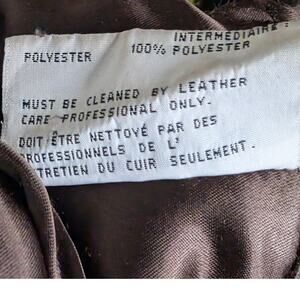 INTERMÉDIAIRE:
POLYESTER 100% POLYESTER
MUST BE CLEANED BY LEATHER
CARE PROFESSIONAL ONLY.
DOIT ÊTRE NETTOYÉ PAR DES
PROFESSIONNELS DE L'
ENTRETIEN DU CUIR SEULEMENT.